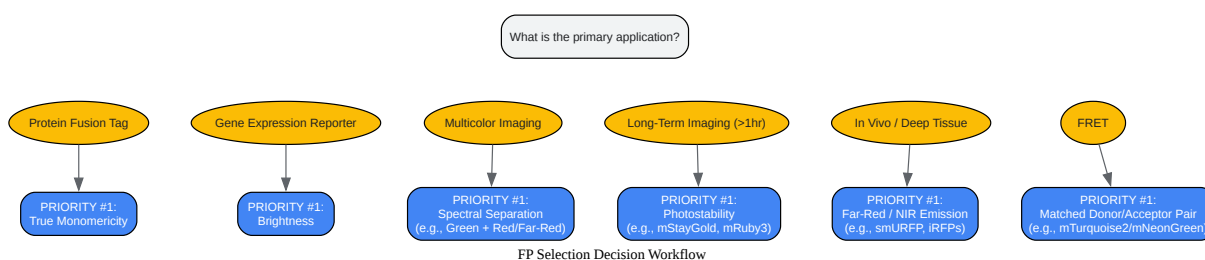 What is the primary application?
Protein Fusion Tag
Gene Expression Reporter
Multicolor Imaging
Long-Term Imaging (>1hr)
In Vivo / Deep Tissue
FRET
PRIORITY #1:
True Monomericity
PRIORITY #1:
Brightness
PRIORITY #1:
Spectral Separation
(e.g., Green + Red/Far-Red)
PRIORITY #1:
Photostability
(e.g., mStayGold, mRuby3)
PRIORITY #1:
Far-Red / NIR Emission
(e.g., smURFP, iRFPs)
PRIORITY #1:
Matched Donor/Acceptor Pair
(e.g., mTurquoise2/mNeonGreen)
FP Selection Decision Workflow